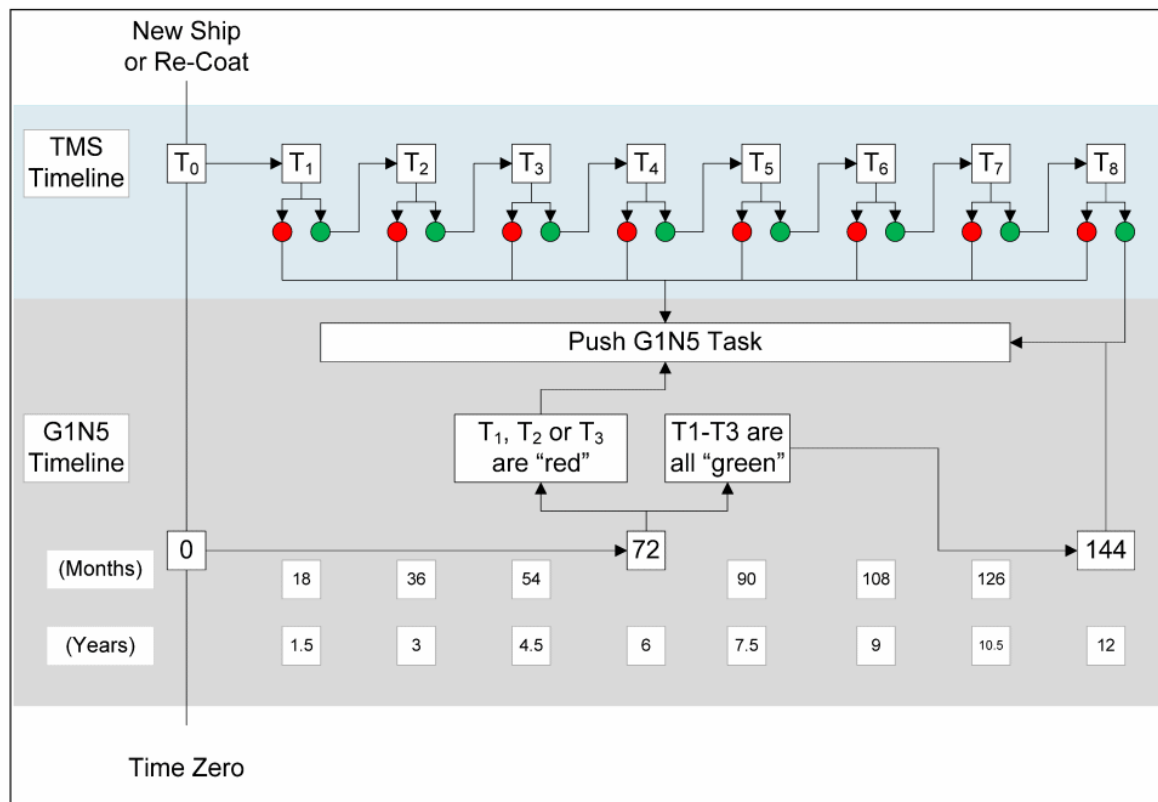 New Ship
or Re-Coat
TMS
Timeline
T₀
T₁
T₂
T₃
T₄
T₅
T₆
T₇
T₈
Push G1N5 Task
G1N5
Timeline
T₁, T₂ or T₃
are “red”
T1-T3 are
all “green”
0
72
144
(Months)
18
36
54
90
108
126
(Years)
1.5
3
4.5
6
7.5
9
10.5
12
Time Zero